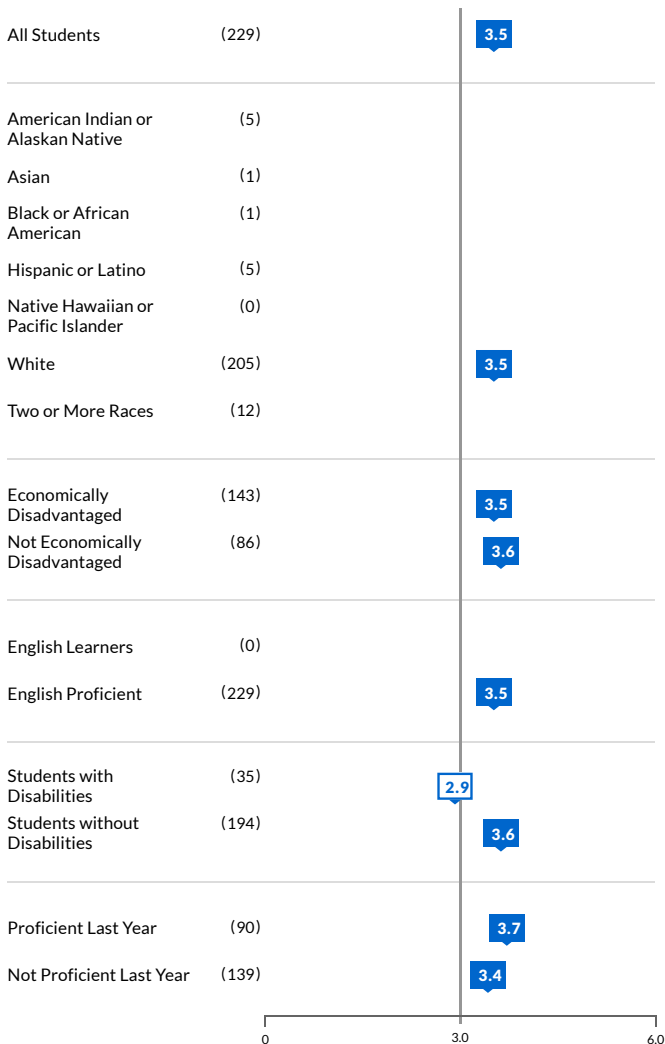 All Students (229) 3.5
American Indian or (5)
Alaskan Native
Asian (1)
Black or African (1)
American
Hispanic or Latino (5)
Native Hawaiian or (0)
Pacific Islander
White (205) 3.5
Two or More Races (12)
Economically (143) 3.5
Disadvantaged
Not Economically (86) 3.6
Disadvantaged
English Learners (0)
English Proficient (229) 3.5
Students with (35) 2.9
Disabilities
Students without (194) 3.6
Disabilities
Proficient Last Year (90) 3.7
Not Proficient Last Year (139) 3.4
0 3.0 6.0